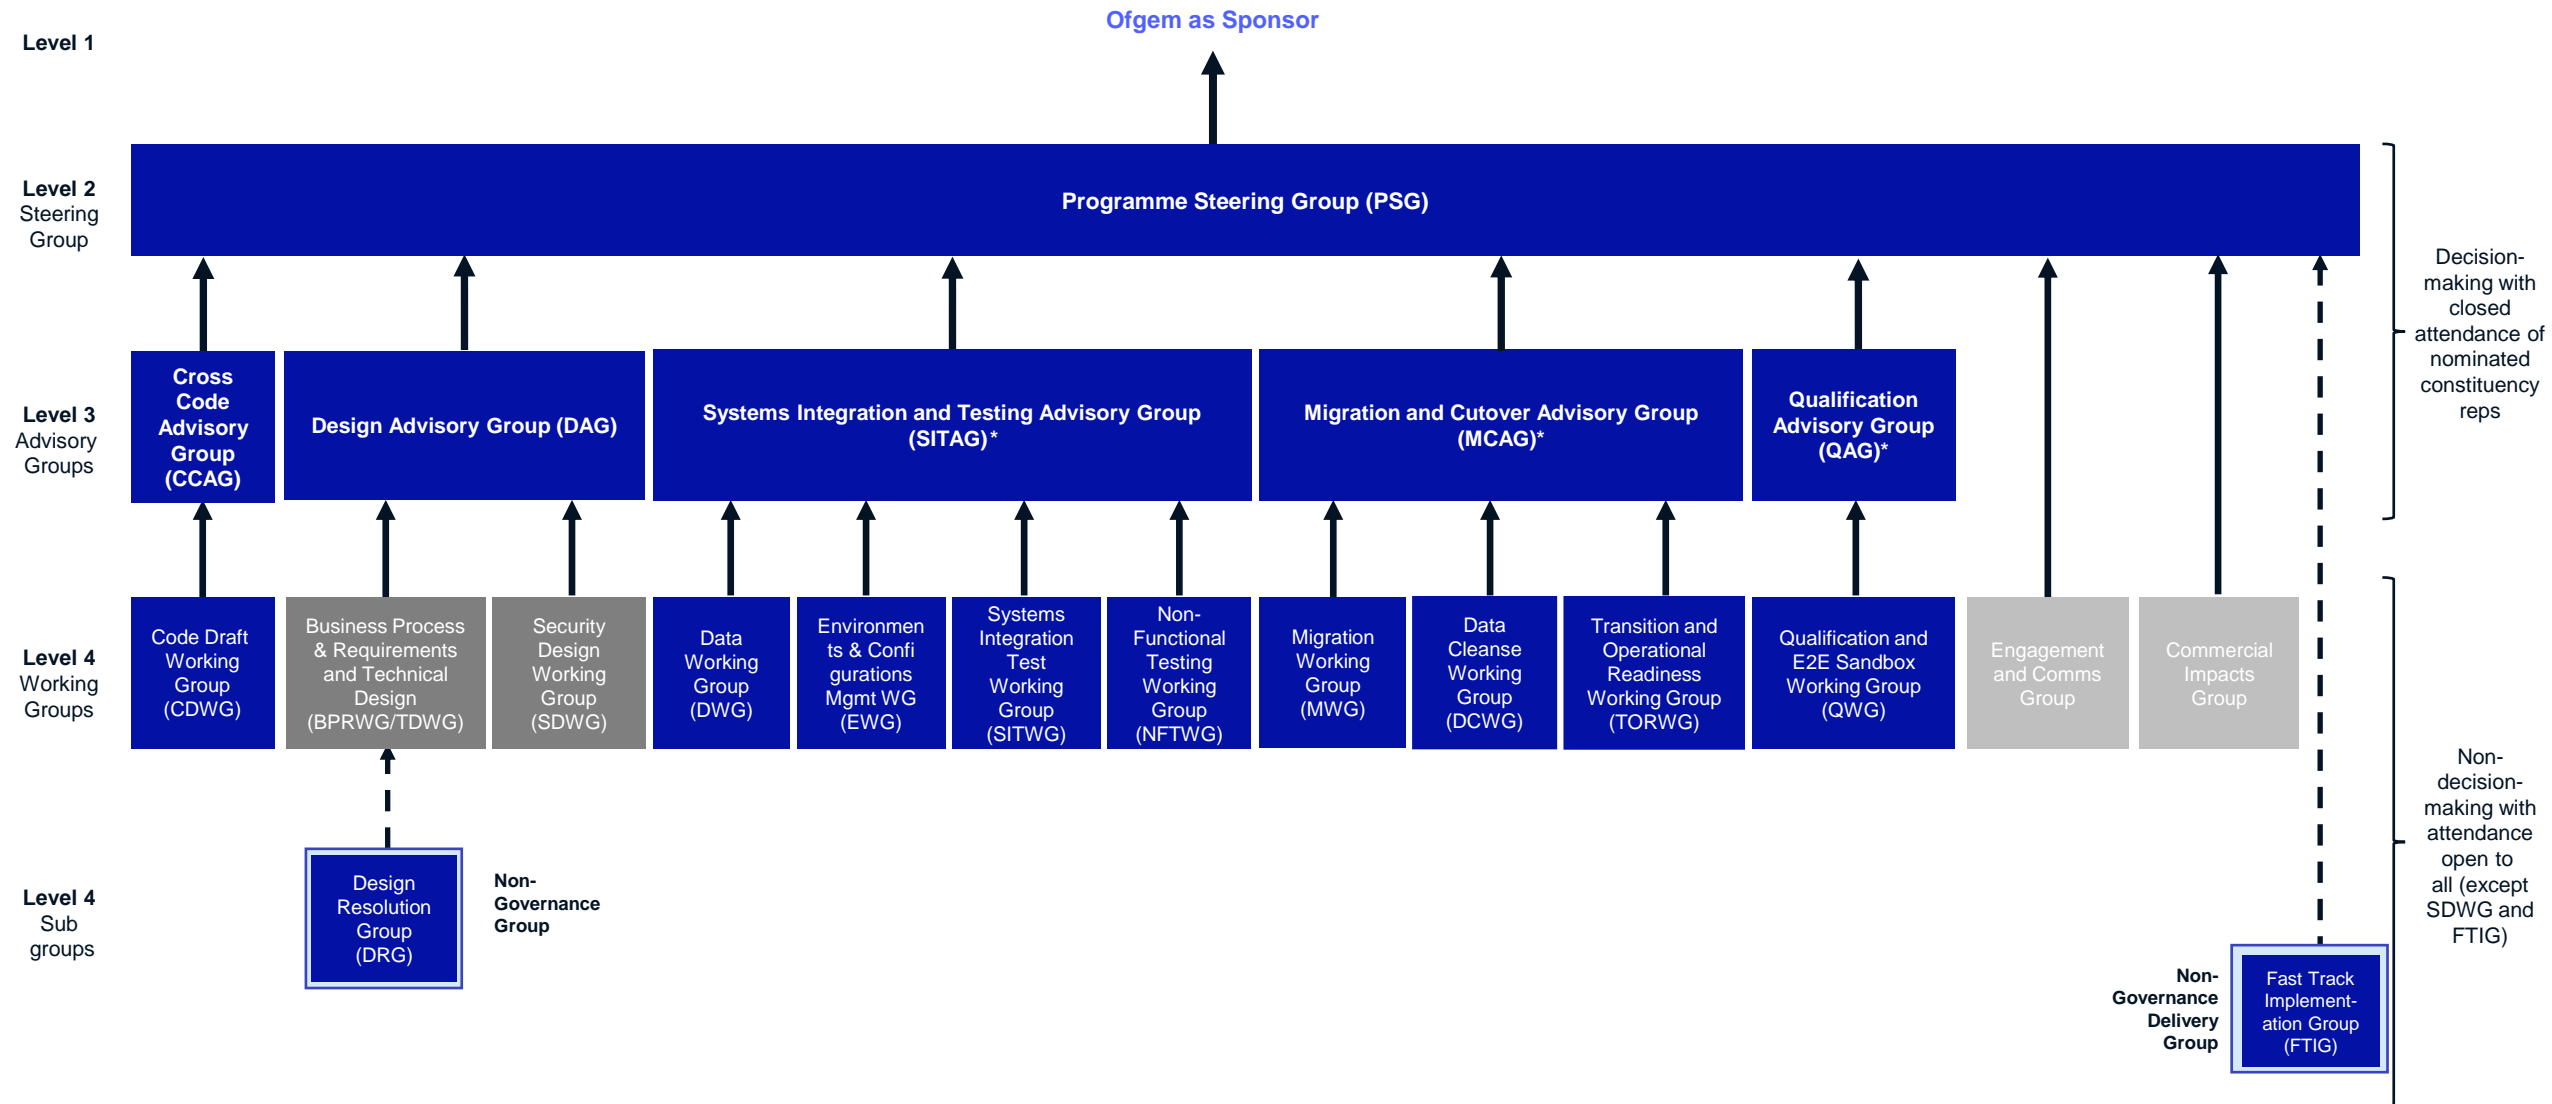 Ofgem as Sponsor
Level 1
Level 2
Steering
Group
Programme Steering Group (PSG)
Decision-
making with
closed
attendance of
nominated
constituency
reps
Level 3
Advisory
Groups
Cross
Code
Advisory
Group
(CCAG)
Design Advisory Group (DAG)
Systems Integration and Testing Advisory Group
(SITAG)*
Migration and Cutover Advisory Group
(MCAG)*
Qualification
Advisory Group
(QAG)*
Level 4
Working
Groups
Code Draft
Working
Group
(CDWG)
Business Process
& Requirements
and Technical
Design
(BPRWG/TDWG)
Security
Design
Working
Group
(SDWG)
Data
Working
Group
(DWG)
Environmen
ts & Confi
gurations
Mgmt WG
(EWG)
Systems
Integration
Test
Working
Group
(SITWG)
Non-
Functional
Testing
Working
Group
(NFTWG)
Migration
Working
Group
(MWG)
Data
Cleanse
Working
Group
(DCWG)
Transition and
Operational
Readiness
Working Group
(TORWG)
Qualification and
E2E Sandbox
Working Group
(QWG)
Engagement
and Comms
Group
Commercial
Impacts
Group
Non-
decision-
making with
attendance
open to
all (except
SDWG and
FTIG)
Level 4
Sub
groups
Design
Resolution
Group
(DRG)
Non-
Governance
Group
Non-
Governance
Delivery
Group
Fast Track
Implement-
ation Group
(FTIG)